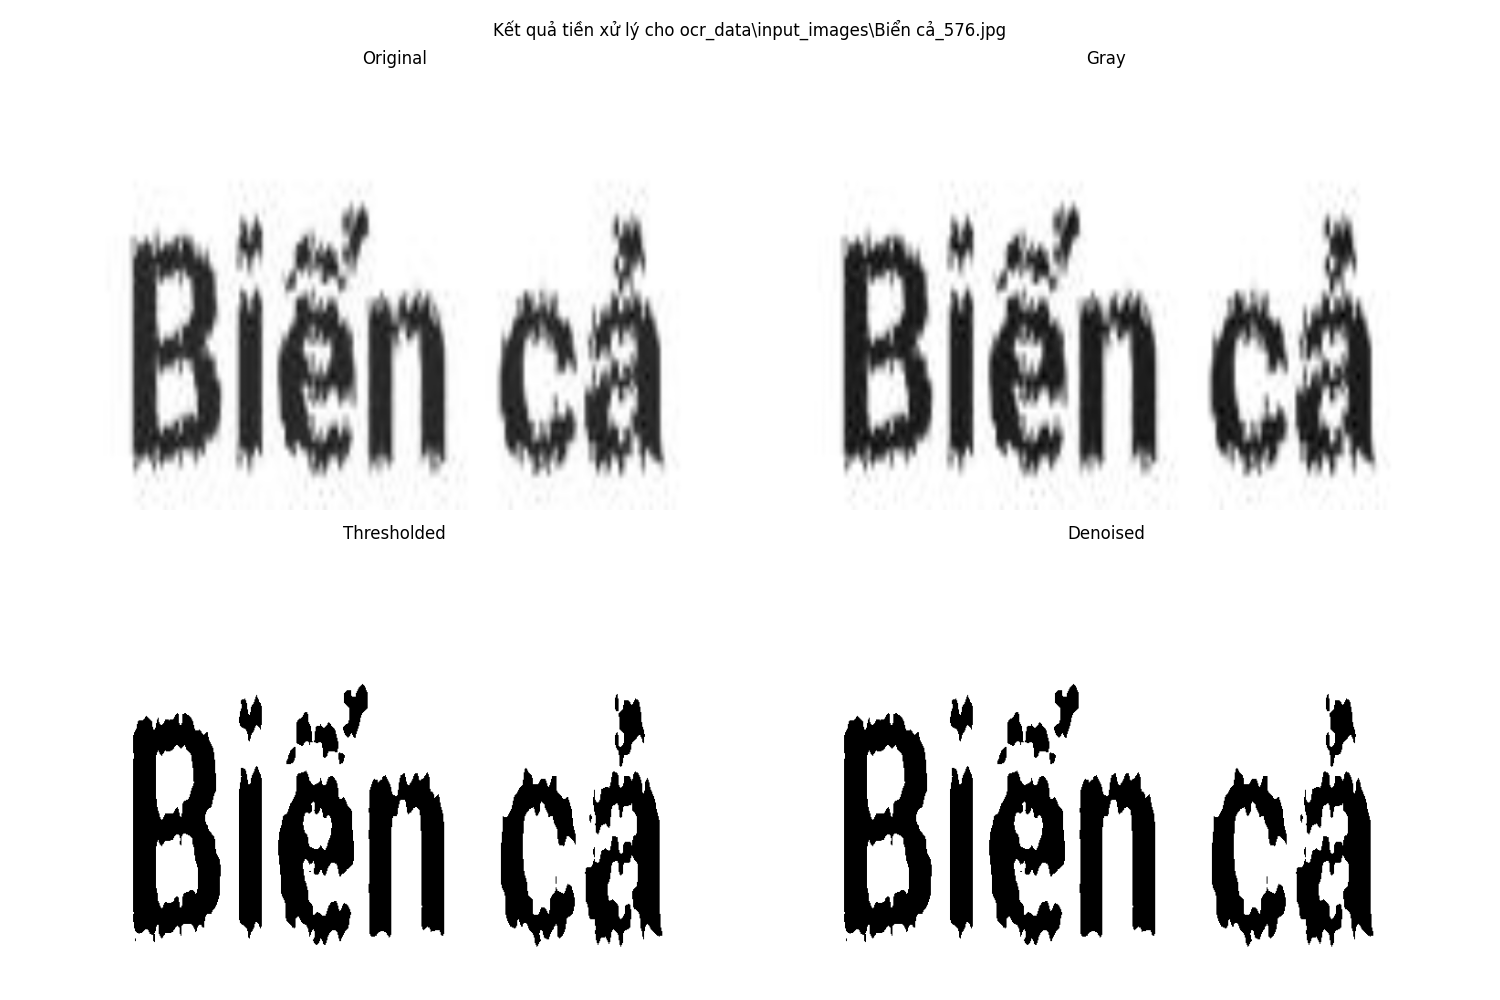 Kết quả tiền xử lý cho ocr_data\input_images\Biển cả_576.jpg
Original
Gray
Biển cả
Biển cả
Thresholded
Denoised
Biển cả
Biển cả